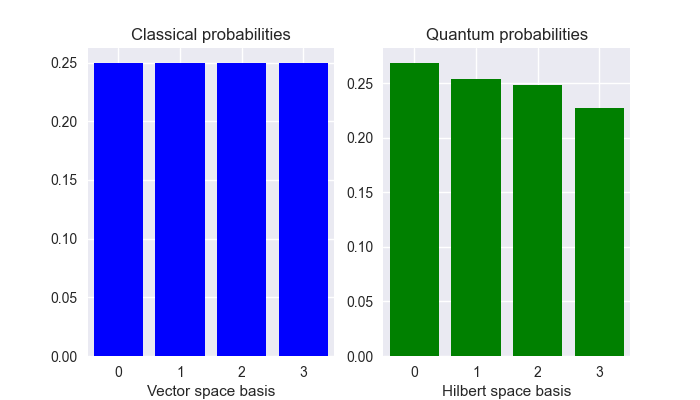 Classical probabilities
0.25
0.20
0.15
0.10
0.05
0.00
0 1 2 3
Vector space basis
Quantum probabilities
0.25
0.20
0.15
0.10
0.05
0.00
0 1 2 3
Hilbert space basis